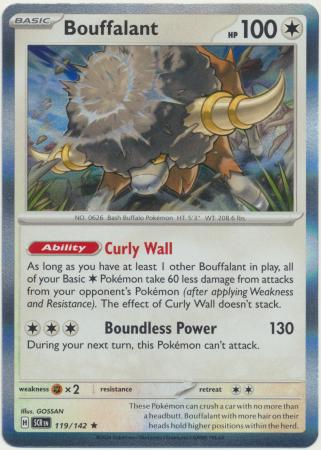 BASIC
Bouffalant
HP 100
NO. 0626 Bash Buffalo Pokémon HT: 5'3" WT: 208.6 lbs.
Ability Curly Wall
As long as you have at least 1 other Bouffalant in play, all
of your Basic Pokémon take 60 less damage from attacks
from your opponent's Pokémon (after applying Weakness
and Resistance). The effect of Curly Wall doesn't stack.
Boundless Power 130
During your next turn, this Pokémon can't attack.
weakness ×2 resistance retreat
Illus. GOSSAN
H SCR EN 119/142 ★
These Pokémon can crush a car with no more than
a headbutt. Bouffalant with more hair on their
heads hold higher positions within the herd.